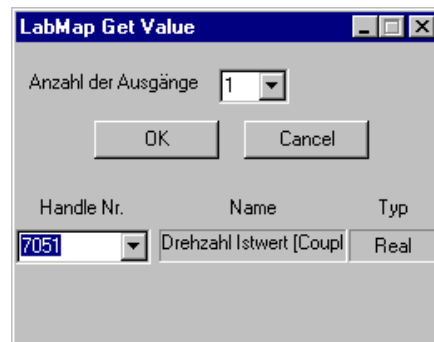 LabMap Get Value
Anzahl der Ausgänge 1
OK Cancel
Handle Nr. Name Typ
7051 Drehzahl Istwert [Coupl Real